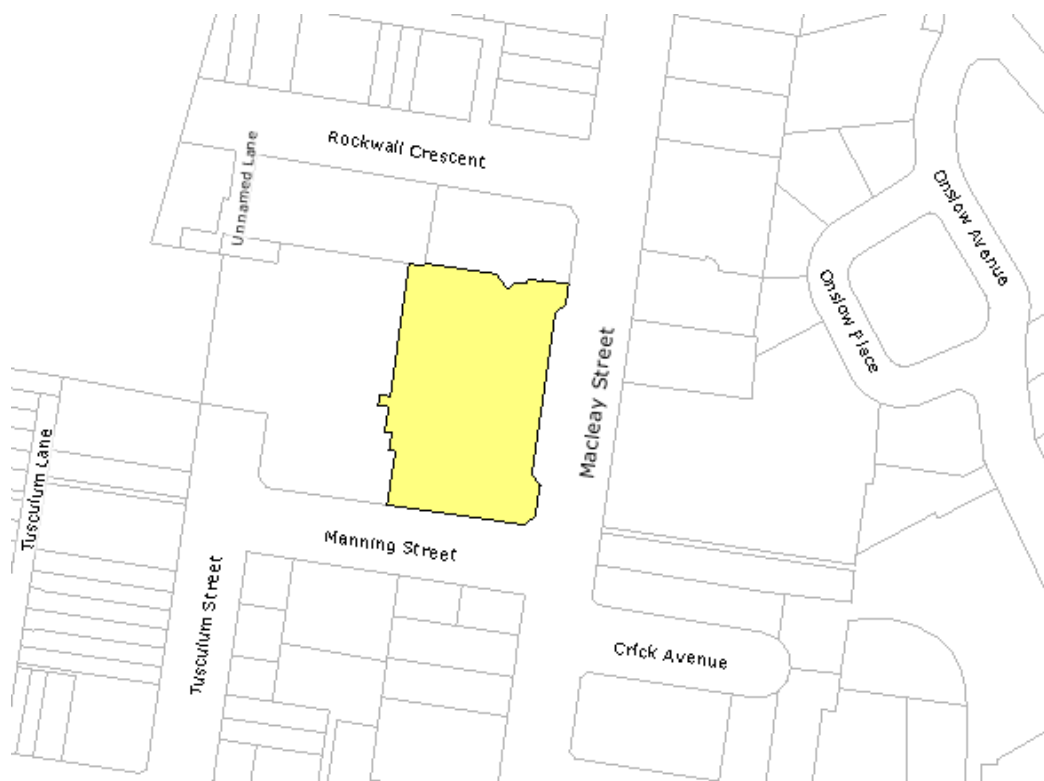 Rockwall Crescent
Unnamed Lane
Onslow Avenue
Onslow Place
Macleay Street
Tusculum Lane
Manning Street
Tusculum Street
Crick Avenue